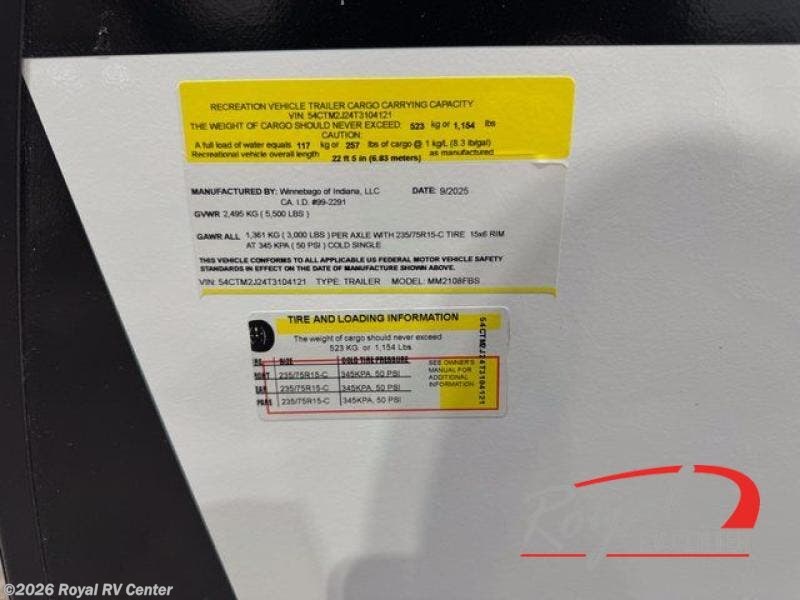 RECREATION VEHICLE TRAILER CARGO CARRYING CAPACITY
VIN: 54CTM2J24T3104121
THE WEIGHT OF CARGO SHOULD NEVER EXCEED: 523 kg or 1,154 lbs
CAUTION:
A full load of water equals 117 kg or 257 lbs of cargo @ 1 kg/L (8.3 lb/gal)
Recreational vehicle overall length 22 ft 5 in (6.83 meters) as manufactured
MANUFACTURED BY: Winnebago of Indiana, LLC DATE: 9/2025
CA. I.D. #99-2291
GVWR 2,495 KG ( 5,500 LBS )
GAWR ALL 1,361 KG ( 3,000 LBS ) PER AXLE WITH 235/75R15-C TIRE 15x6 RIM
AT 345 KPA ( 50 PSI ) COLD SINGLE
THIS VEHICLE CONFORMS TO ALL APPLICABLE US FEDERAL MOTOR VEHICLE SAFETY
STANDARDS IN EFFECT ON THE DATE OF MANUFACTURE SHOWN ABOVE.
VIN: 54CTM2J24T3104121 TYPE: TRAILER MODEL: MM2108FBS
TIRE AND LOADING INFORMATION
The weight of cargo should never exceed
523 KG. or 1,154 Lbs.
SIZE COLD TIRE PRESSURE
235/75R15-C 345KPA, 50 PSI
235/75R15-C 345KPA, 50 PSI
235/75R15-C 345KPA, 50 PSI
SEE OWNER'S
MANUAL FOR
ADDITIONAL
INFORMATION
54CTM2J24T3104121
Royal
RV CENTER
©2026 Royal RV Center